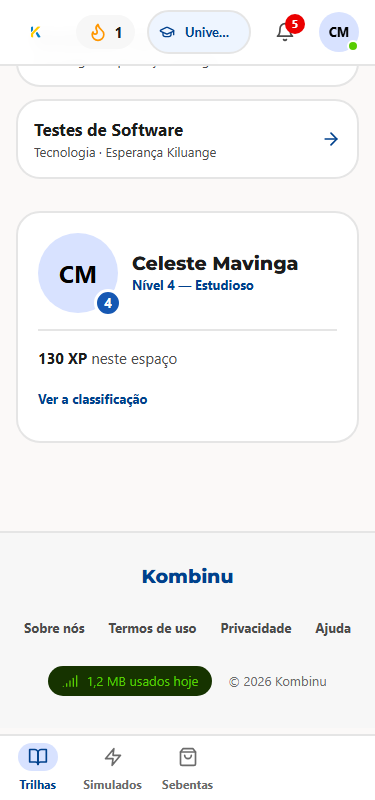 1
Unive...
5
CM
Testes de Software
Tecnologia · Esperança Kiluange
CM
4
Celeste Mavinga
Nível 4 — Estudioso
130 XP neste espaço
Ver a classificação
Kombinu
Sobre nós
Termos de uso
Privacidade
Ajuda
1,2 MB usados hoje
© 2026 Kombinu
Trilhas
Simulados
Sebentas